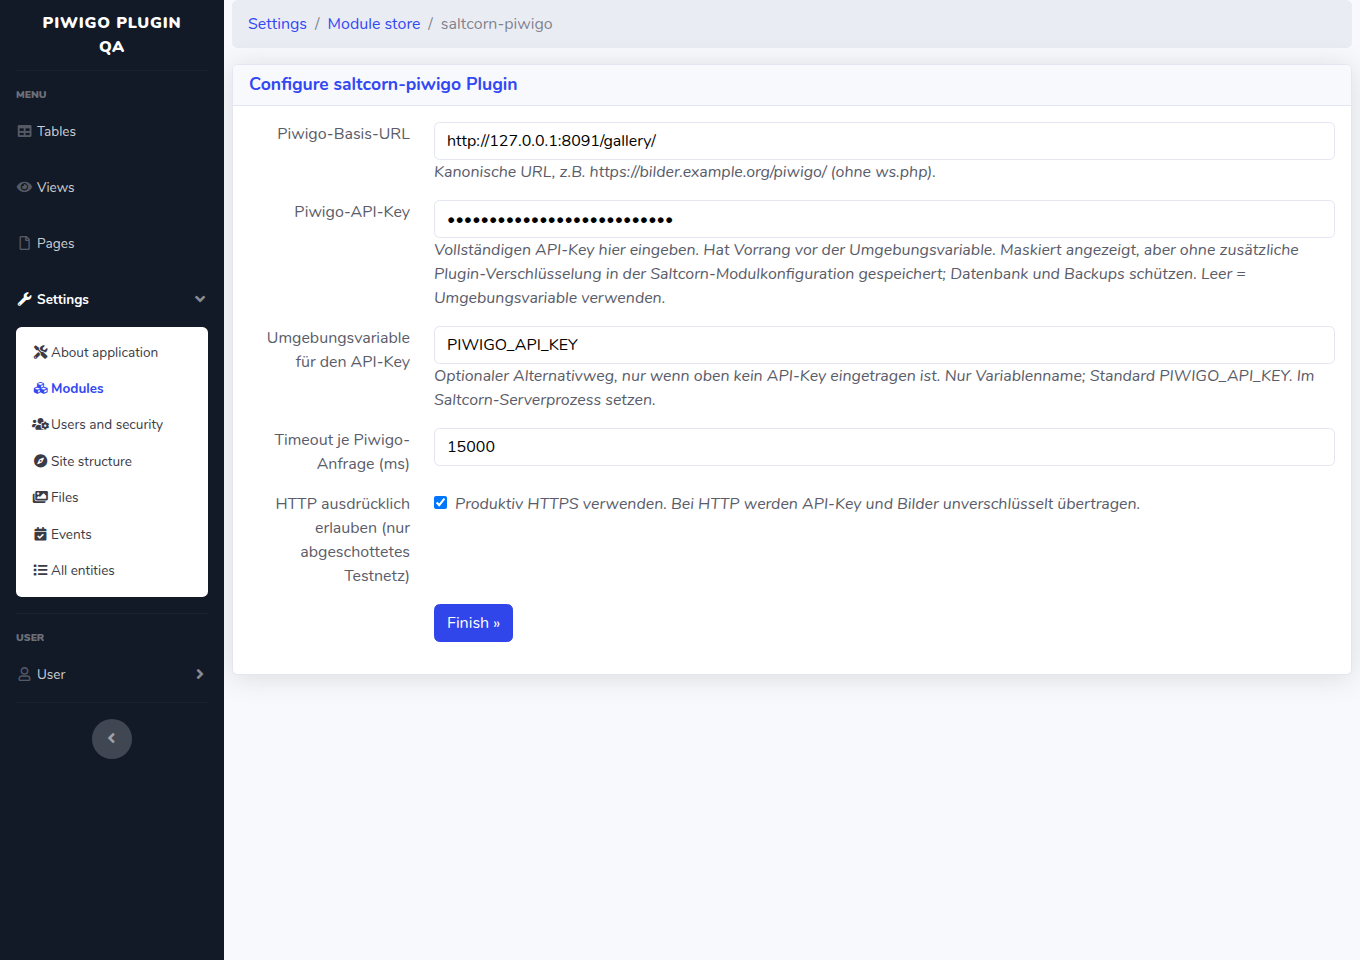 PIWIGO PLUGIN
QA
MENU
Tables
Views
Pages
Settings
About application
Modules
Users and security
Site structure
Files
Events
All entities
USER
User
Settings / Module store / saltcorn-piwigo
Configure saltcorn-piwigo Plugin
Piwigo-Basis-URL
http://127.0.0.1:8091/gallery/
Kanonische URL, z.B. https://bilder.example.org/piwigo/ (ohne ws.php).
Piwigo-API-Key
•••••••••••••••••••••••••••
Vollständigen API-Key hier eingeben. Hat Vorrang vor der Umgebungsvariable. Maskiert angezeigt, aber ohne zusätzliche
Plugin-Verschlüsselung in der Saltcorn-Modulkonfiguration gespeichert; Datenbank und Backups schützen. Leer =
Umgebungsvariable verwenden.
Umgebungsvariable
für den API-Key
PIWIGO_API_KEY
Optionaler Alternativweg, nur wenn oben kein API-Key eingetragen ist. Nur Variablenname; Standard PIWIGO_API_KEY. Im
Saltcorn-Serverprozess setzen.
Timeout je Piwigo-
Anfrage (ms)
15000
HTTP ausdrücklich
erlauben (nur
abgeschottetes
Testnetz)
Produktiv HTTPS verwenden. Bei HTTP werden API-Key und Bilder unverschlüsselt übertragen.
Finish »